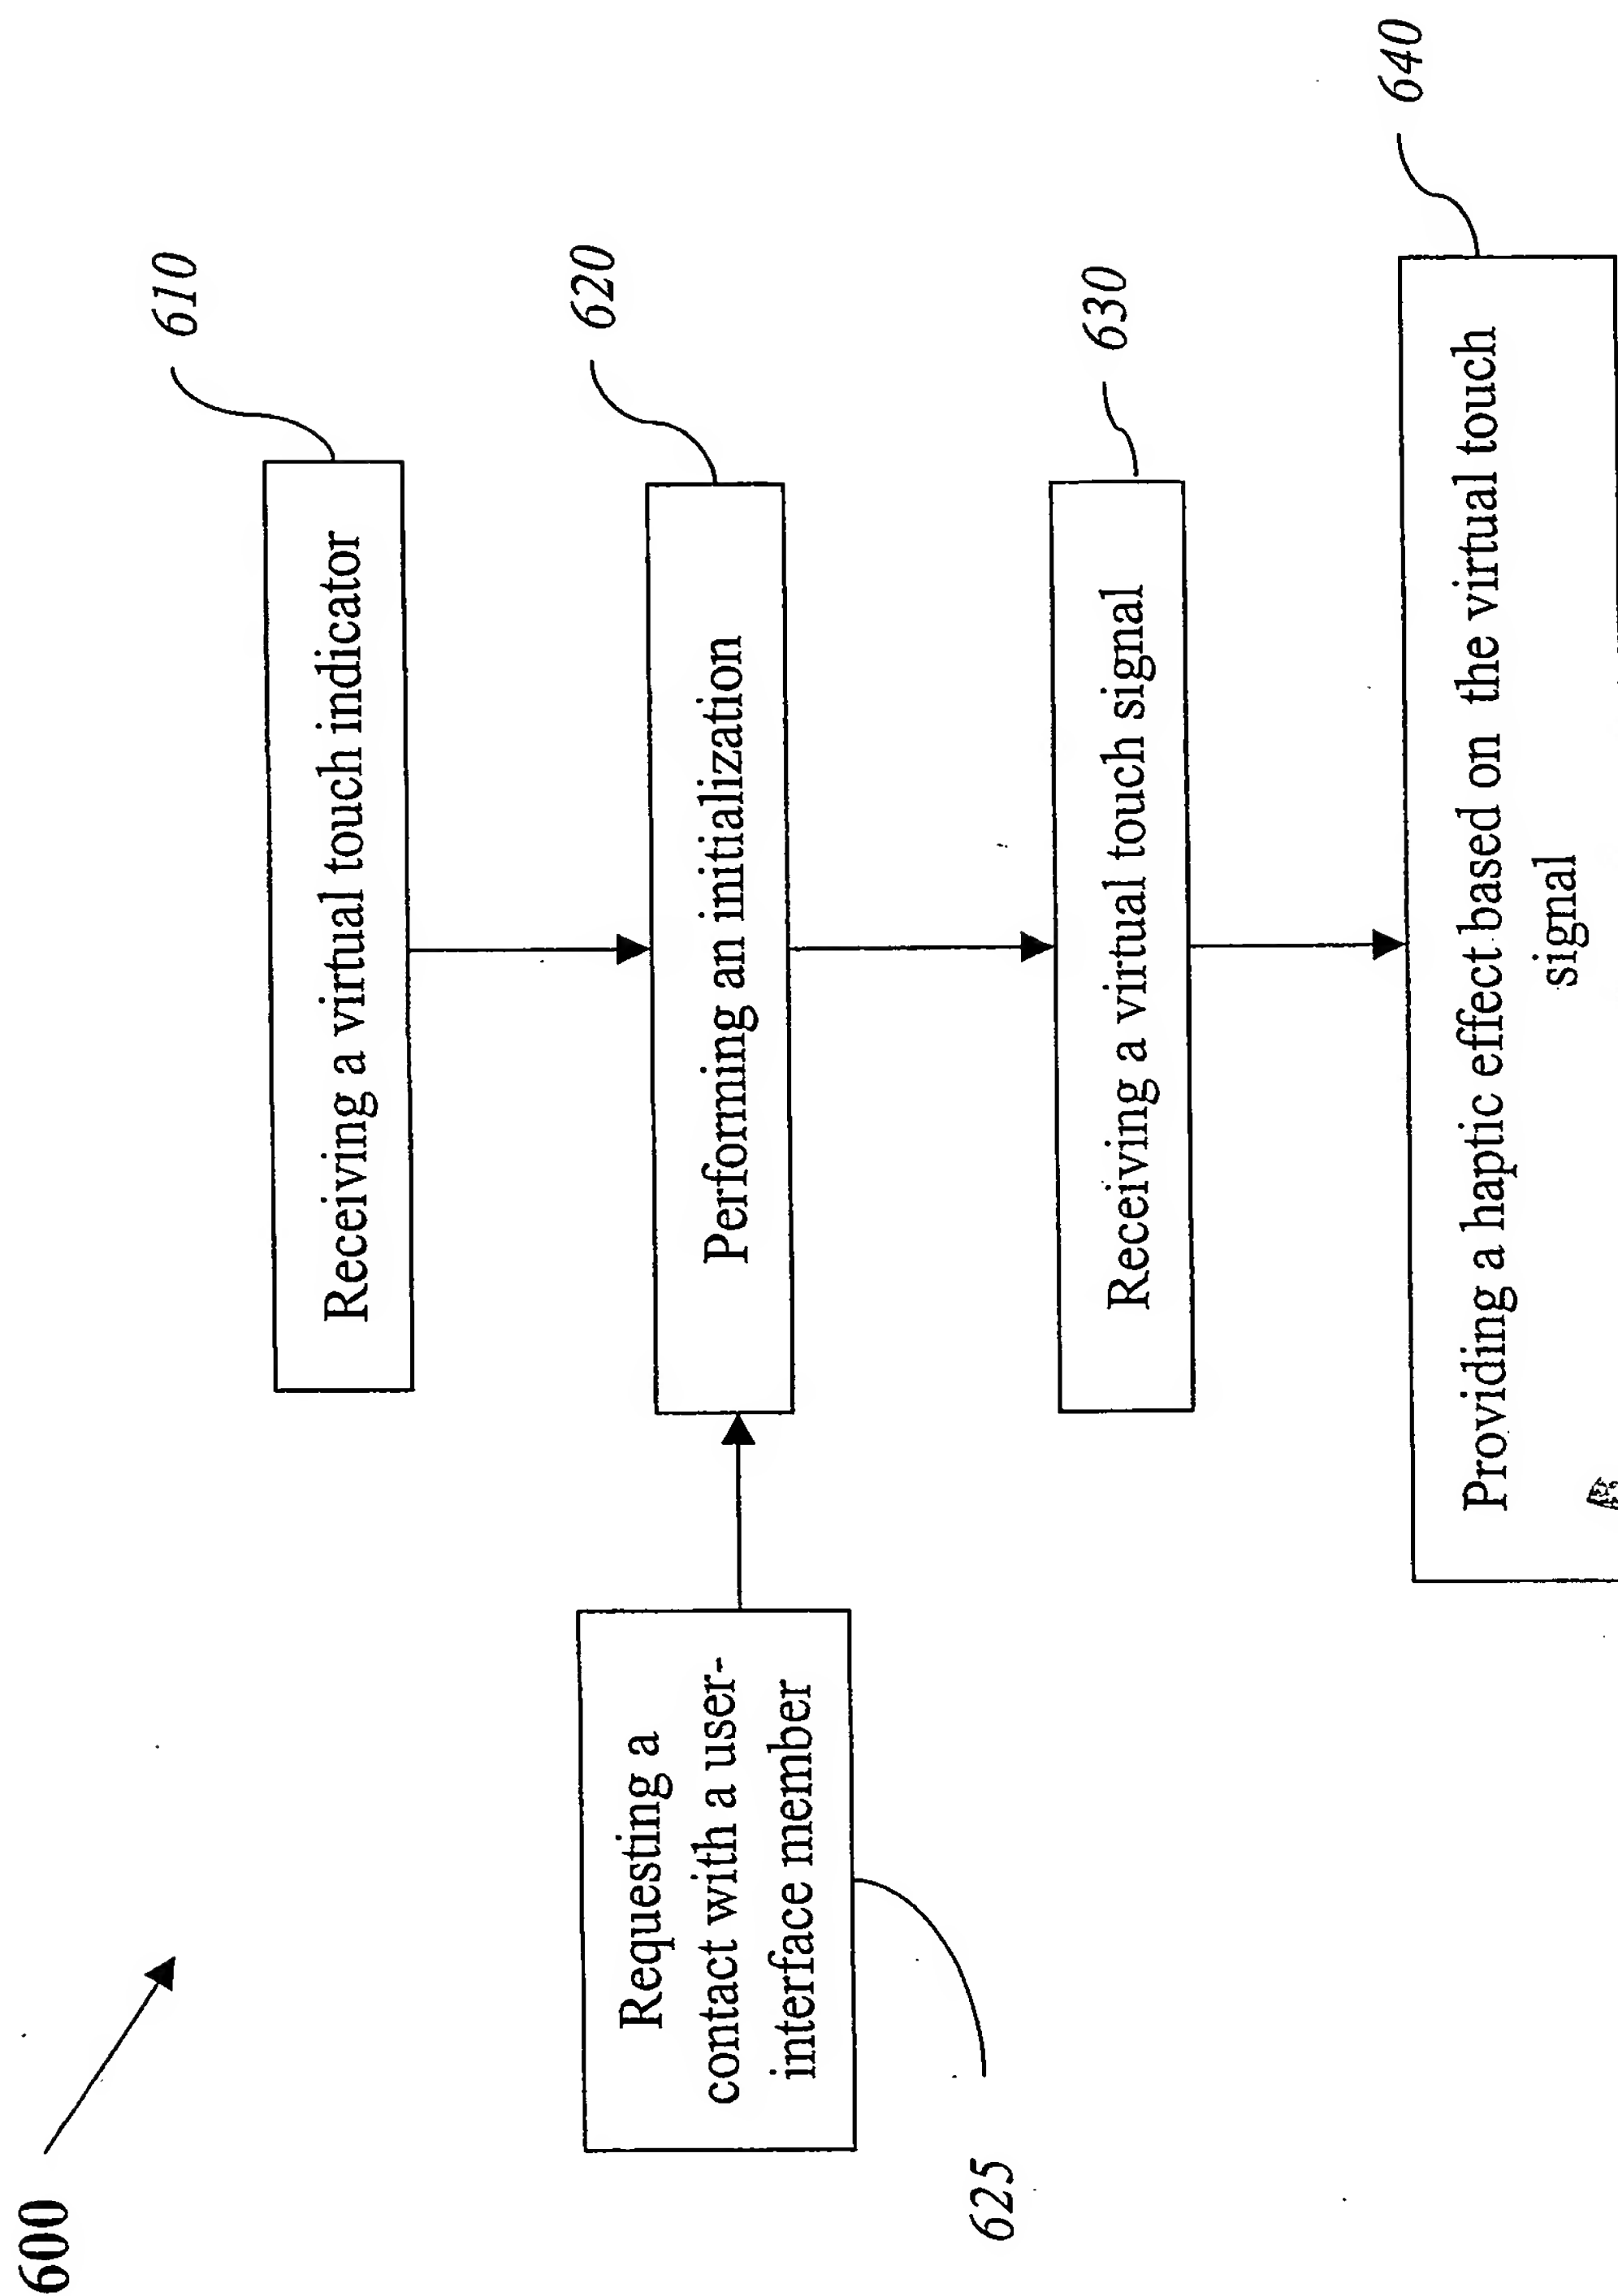 600
610
Receiving a virtual touch indicator
620
Performing an initialization
Requesting a
contact with a user-
interface member
625
630
Receiving a virtual touch signal
640
Providing a haptic effect based on the virtual touch
signal